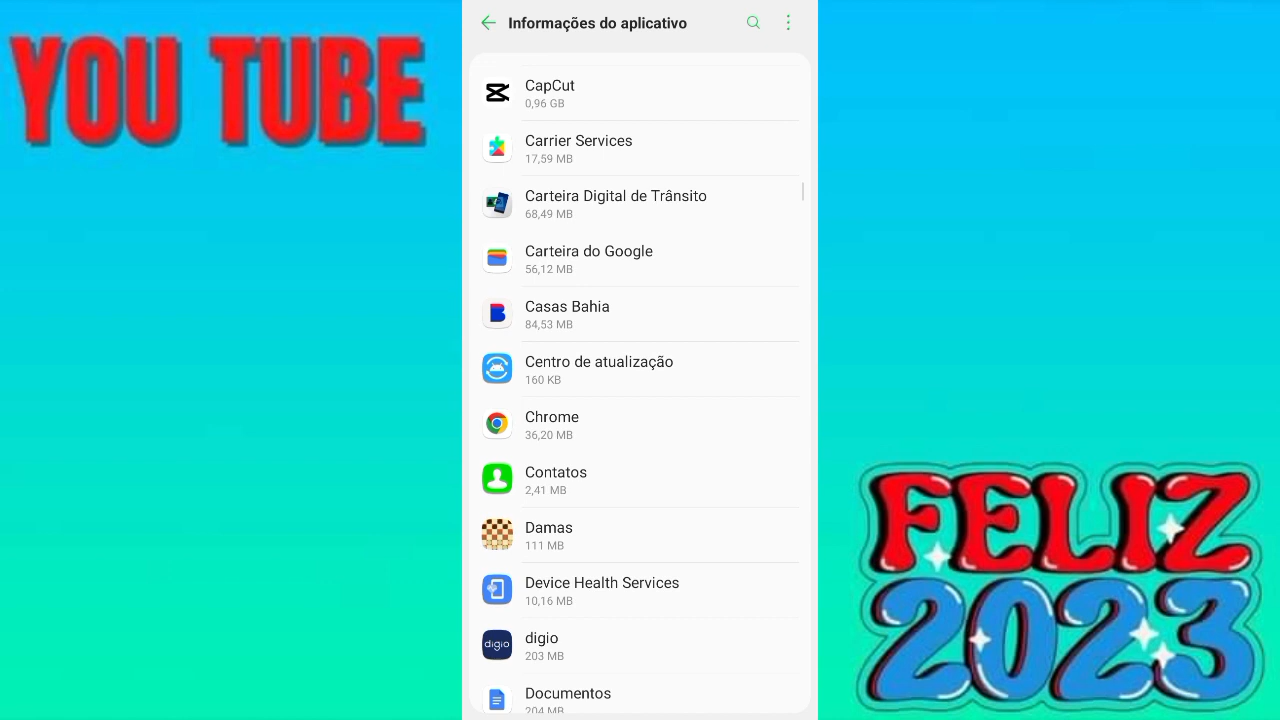 YOU TUBE
Informações do aplicativo
CapCut
0,96 GB
Carrier Services
17,59 MB
Carteira Digital de Trânsito
68,49 MB
Carteira do Google
56,12 MB
Casas Bahia
84,53 MB
Centro de atualização
160 KB
Chrome
36,20 MB
Contatos
2,41 MB
Damas
111 MB
Device Health Services
10,16 MB
digio
digio
203 MB
Documentos
204 MB
FELIZ
2023